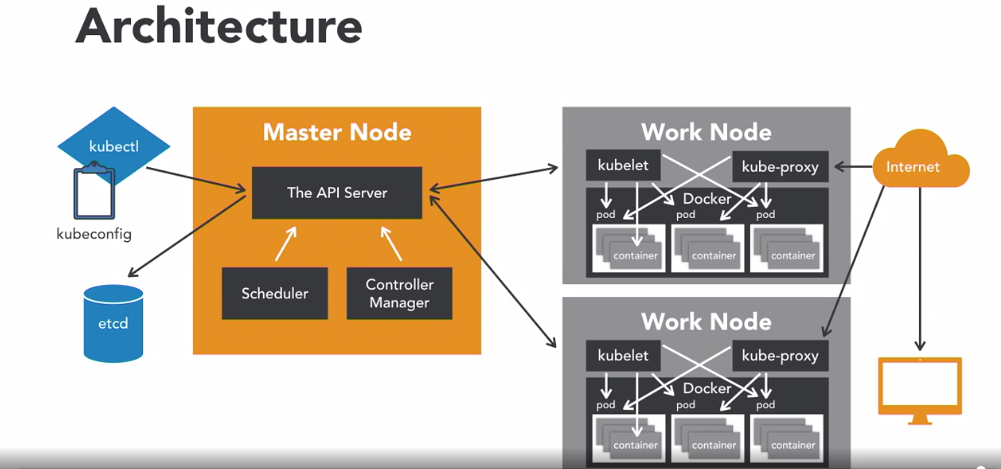 Architecture
kubectl
kubeconfig
etcd
Master Node
The API Server
Scheduler
Controller
Manager
Work Node
kubelet
kube-proxy
Docker
pod
pod
pod
container
container
container
Work Node
kubelet
kube-proxy
Docker
pod
pod
pod
container
container
container
Internet